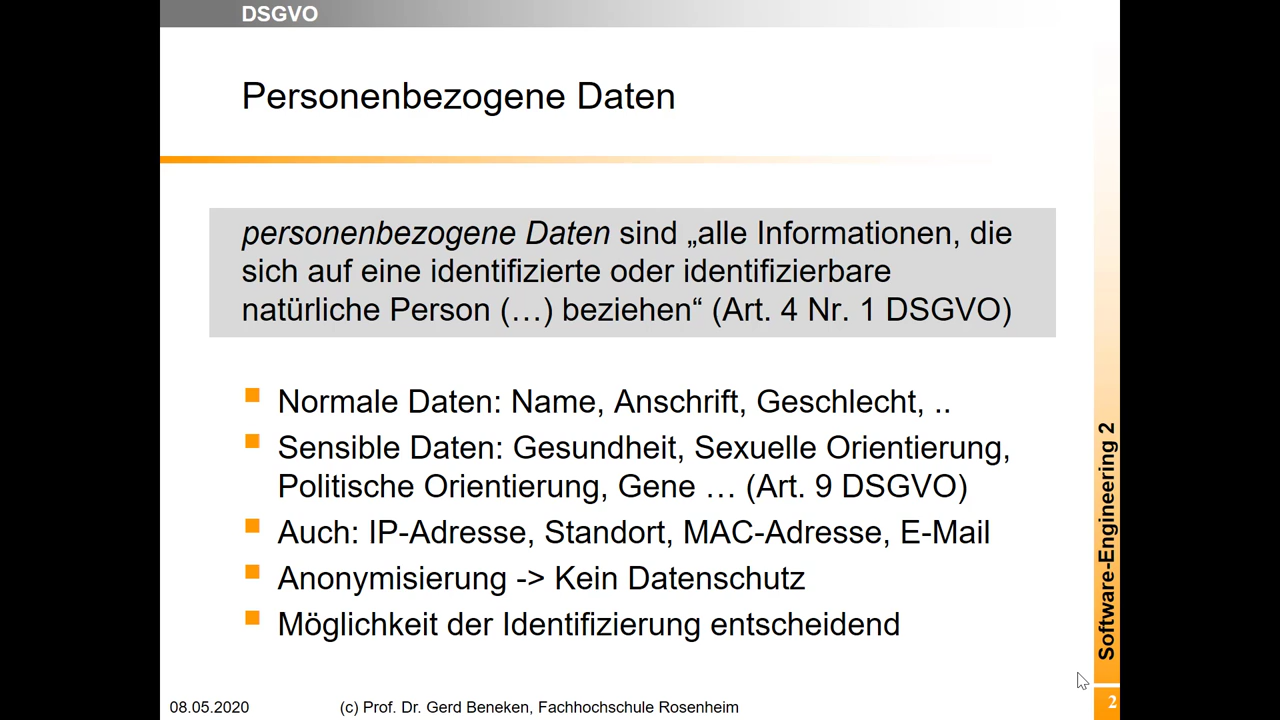 DSGVO
Personenbezogene Daten
personenbezogene Daten sind „alle Informationen, die
sich auf eine identifizierte oder identifizierbare
natürliche Person (…) beziehen“ (Art. 4 Nr. 1 DSGVO)
Normale Daten: Name, Anschrift, Geschlecht, ..
Sensible Daten: Gesundheit, Sexuelle Orientierung,
Politische Orientierung, Gene … (Art. 9 DSGVO)
Auch: IP-Adresse, Standort, MAC-Adresse, E-Mail
Anonymisierung -> Kein Datenschutz
Möglichkeit der Identifizierung entscheidend
Software-Engineering 2
08.05.2020
(c) Prof. Dr. Gerd Beneken, Fachhochschule Rosenheim
2